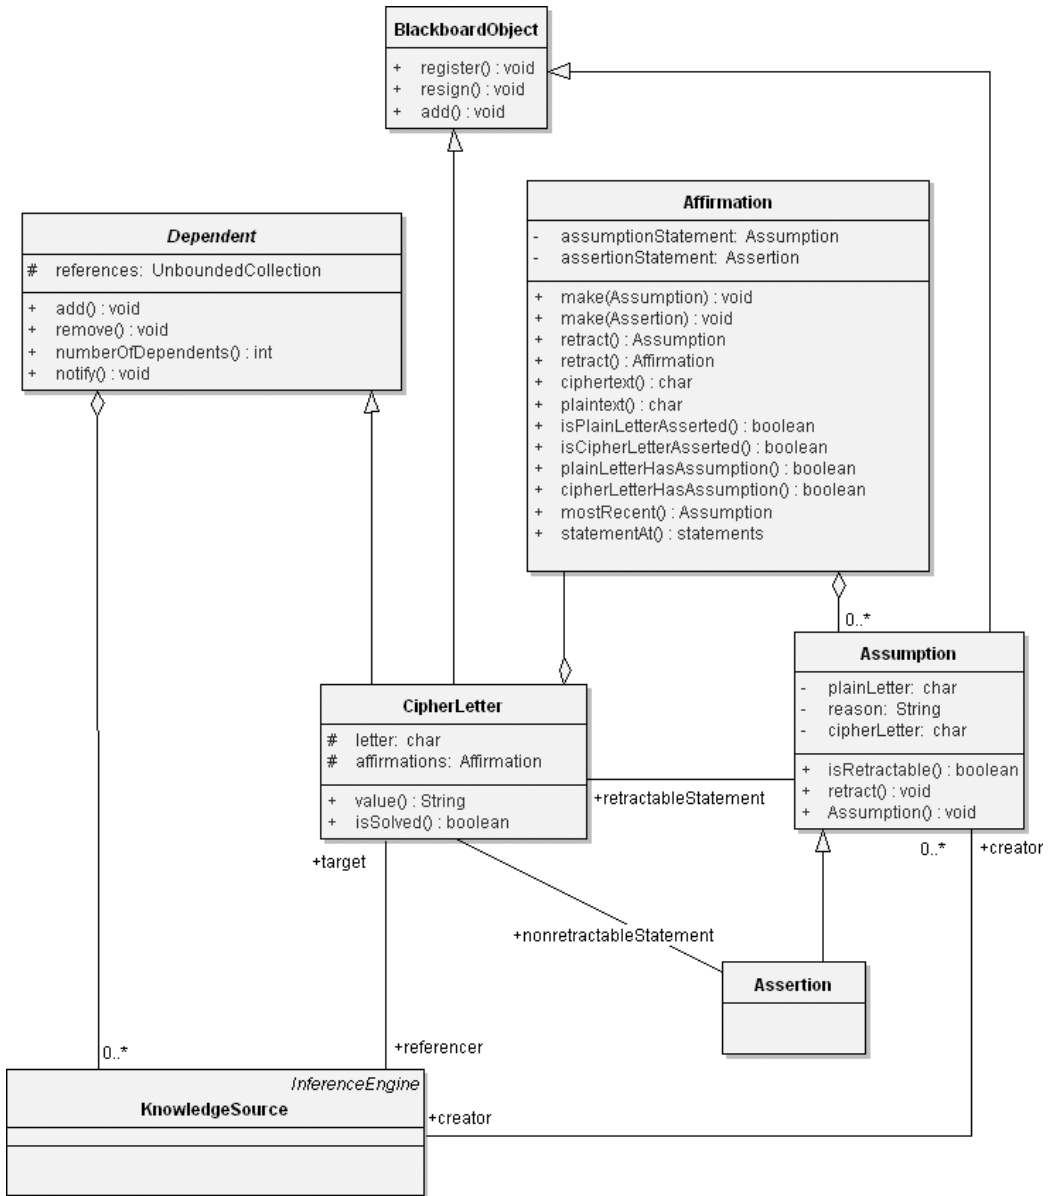 BlackboardObject
+ register() : void
+ resign() : void
+ add() : void
Affirmation
- assumptionStatement: Assumption
- assertionStatement: Assertion
+ make(Assumption) : void
+ make(Assertion) : void
+ retract() : Assumption
+ retract() : Affirmation
+ ciphertext() : char
+ plaintext() : char
+ isPlainLetterAsserted() : boolean
+ isCipherLetterAsserted() : boolean
+ plainLetterHasAssumption() : boolean
+ cipherLetterHasAssumption() : boolean
+ mostRecent() : Assumption
+ statementAt() : statements
Dependent
# references: UnboundedCollection
+ add() : void
+ remove() : void
+ numberOfDependents() : int
+ notify() : void
0..*
Assumption
- plainLetter: char
- reason: String
- cipherLetter: char
+ isRetractable() : boolean
+ retract() : void
+ Assumption() : void
CipherLetter
# letter: char
# affirmations: Affirmation
+ value() : String
+ isSolved() : boolean
+retractableStatement
+target
0..*
+creator
+nonretractableStatement
Assertion
0..*
+referencer
InferenceEngine
KnowledgeSource
+creator